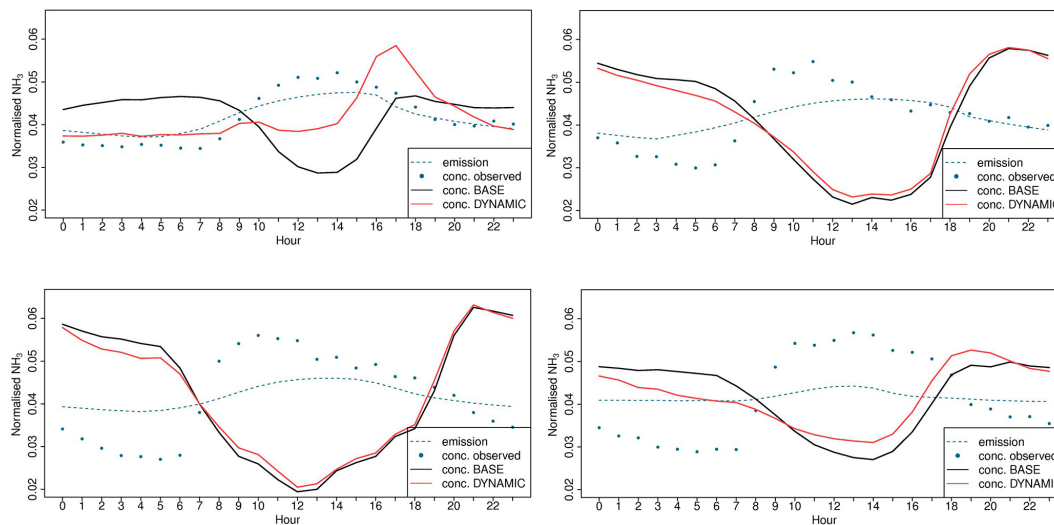 Normalised NH3
0.02 0.03 0.04 0.05 0.06
emission
conc. observed
conc. BASE
conc. DYNAMIC
0 1 2 3 4 5 6 7 8 9 10 12 14 16 18 20 22
Hour
Normalised NH3
0.02 0.03 0.04 0.05 0.06
emission
conc. observed
conc. BASE
conc. DYNAMIC
0 1 2 3 4 5 6 7 8 9 10 12 14 16 18 20 22
Hour
Normalised NH3
0.02 0.03 0.04 0.05 0.06
emission
conc. observed
conc. BASE
conc. DYNAMIC
0 1 2 3 4 5 6 7 8 9 10 12 14 16 18 20 22
Hour
Normalised NH3
0.02 0.03 0.04 0.05 0.06
emission
conc. observed
conc. BASE
conc. DYNAMIC
0 1 2 3 4 5 6 7 8 9 10 12 14 16 18 20 22
Hour